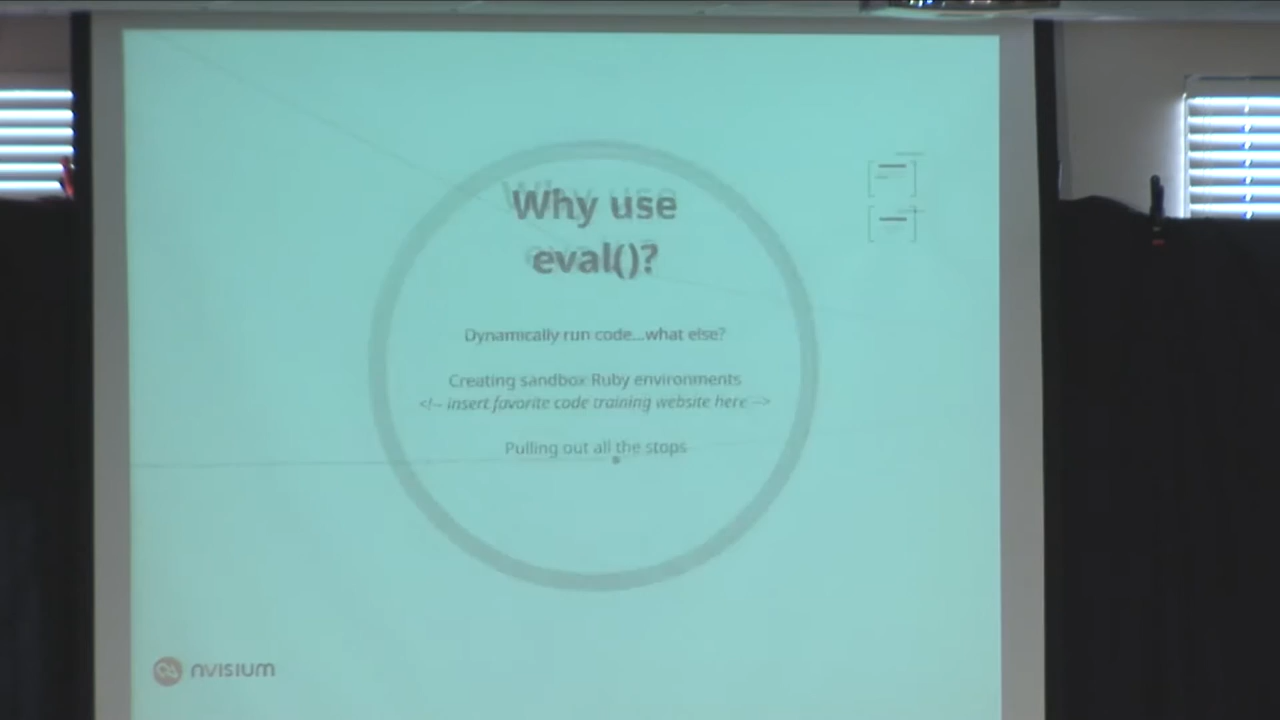 Why use
eval()?
Dynamically run code...what else?
Creating sandbox Ruby environments
<!-- insert favorite code training website here -->
Pulling out all the stops
nvisium